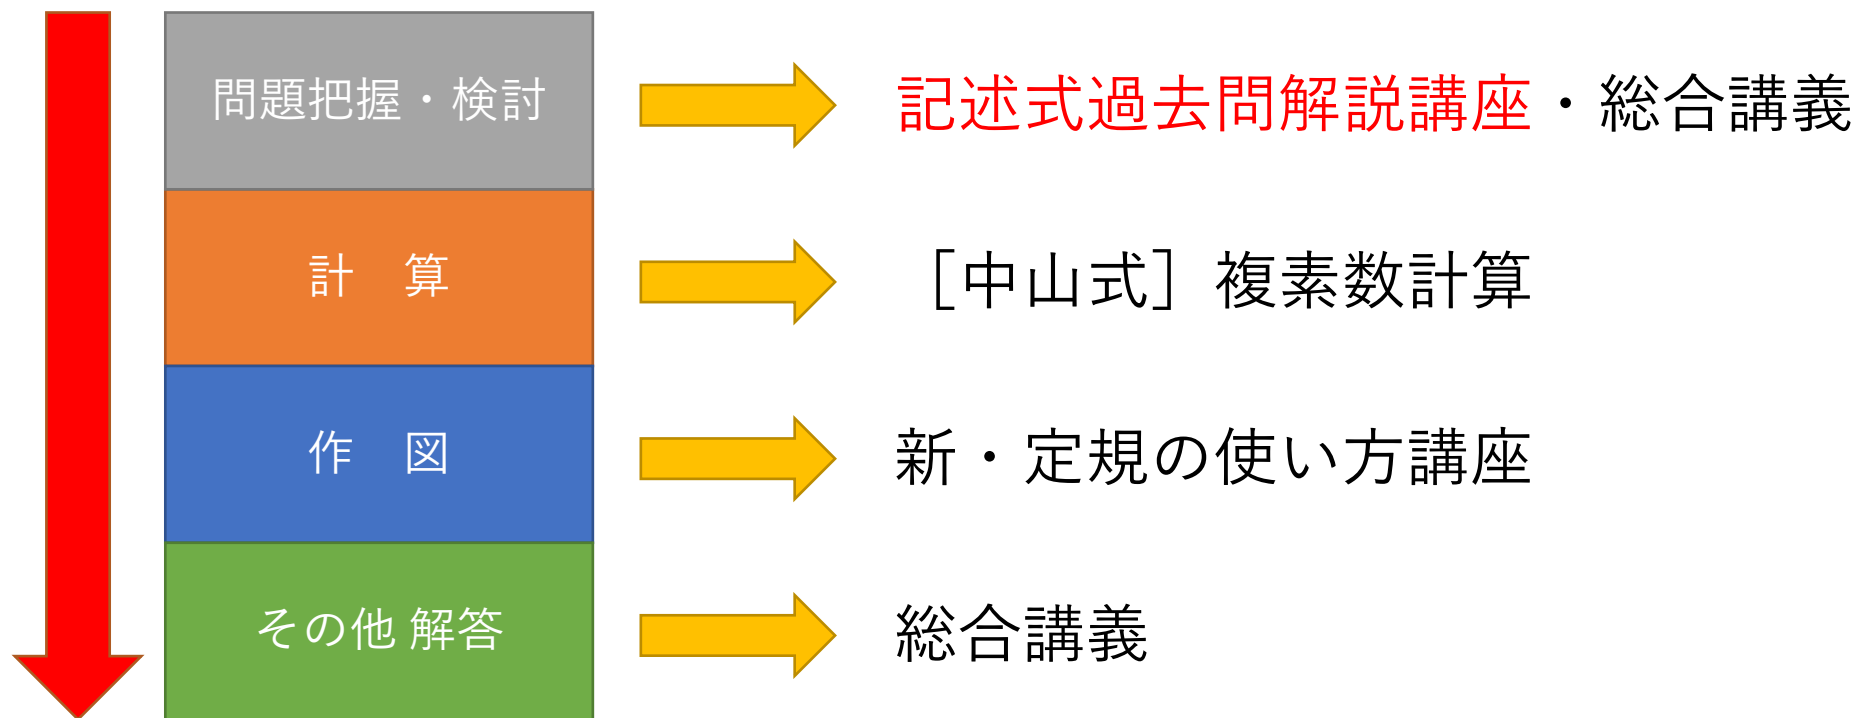 問題把握・検討
記述式過去問解説講座・総合講義
計　算
［中山式］複素数計算
作　図
新・定規の使い方講座
その他 解答
総合講義